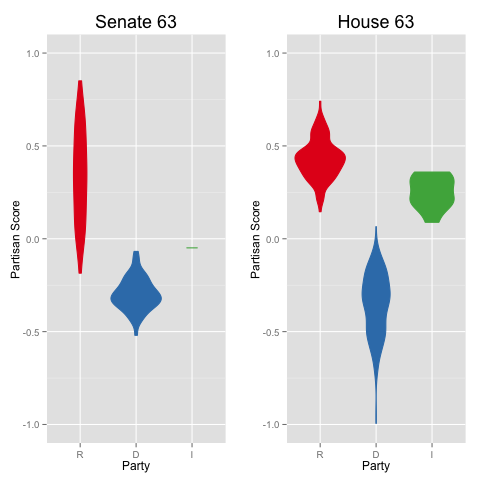 Senate 63
1.0
0.5
0.0
-0.5
-1.0
Partisan Score
R D I
Party
House 63
1.0
0.5
0.0
-0.5
-1.0
Partisan Score
R D I
Party